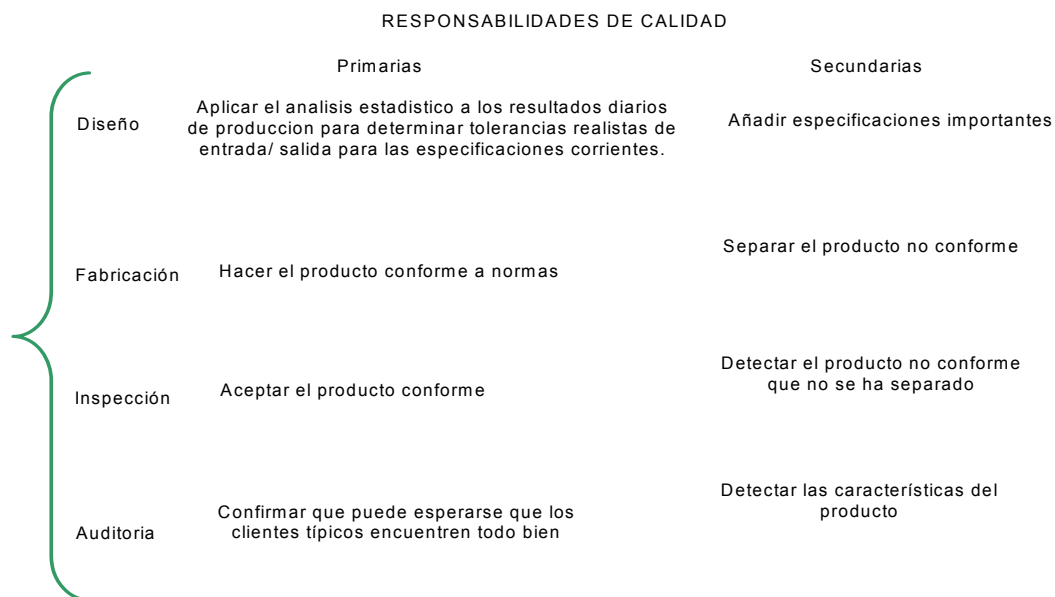 RESPONSABILIDADES DE CALIDAD
Primarias
Secundarias
Diseño
Aplicar el analisis estadistico a los resultados diarios
de produccion para determinar tolerancias realistas de
entrada/ salida para las especificaciones corrientes.
Añadir especificaciones importantes
Fabricación
Hacer el producto conforme a normas
Separar el producto no conforme
Inspección
Aceptar el producto conforme
Detectar el producto no conforme
que no se ha separado
Auditoria
Confirmar que puede esperarse que los
clientes típicos encuentren todo bien
Detectar las características del
producto